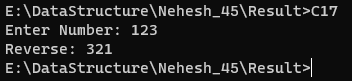 E:\DataStructure\Nehesh_45\Result>C17
Enter Number: 123
Reverse: 321
E:\DataStructure\Nehesh_45\Result>